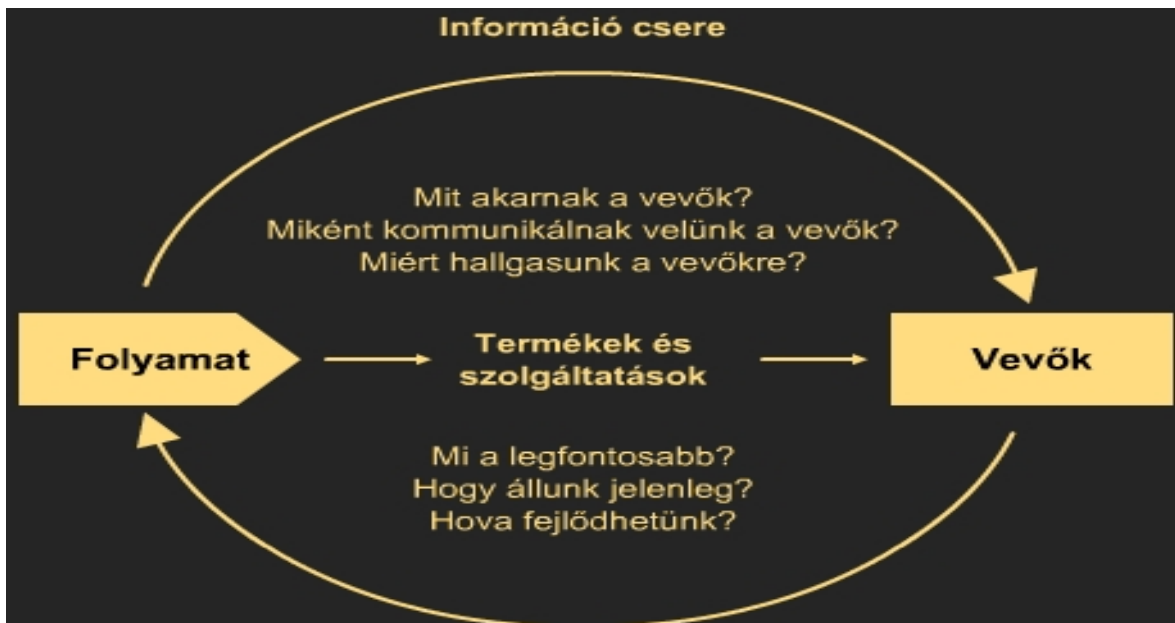 Információ csere
Mit akarnak a vevők?
Miként kommunikálnak velünk a vevők?
Miért hallgasunk a vevőkre?
Folyamat
Termékek és
szolgáltatások
Vevők
Mi a legfontosabb?
Hogy állunk jelenleg?
Hova fejlődhetünk?